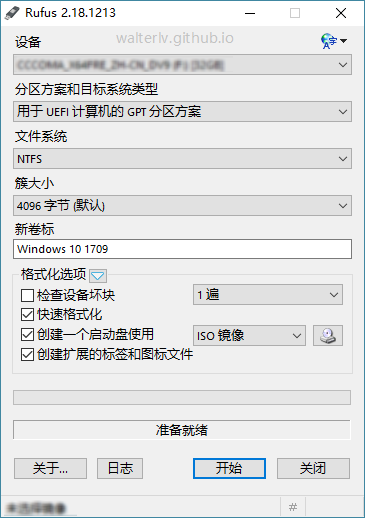 Rufus 2.18.1213
walterlv.github.io
设备
CCCOMA_X64FRE_ZH-CN_DV9 (F:) [32GB]
分区方案和目标系统类型
用于 UEFI 计算机的 GPT 分区方案
文件系统
NTFS
簇大小
4096 字节 (默认)
新卷标
Windows 10 1709
格式化选项
检查设备坏块 1 遍
快速格式化
创建一个启动盘使用 ISO 镜像
创建扩展的标签和图标文件
准备就绪
关于... 日志 开始 关闭
未选择镜像 #